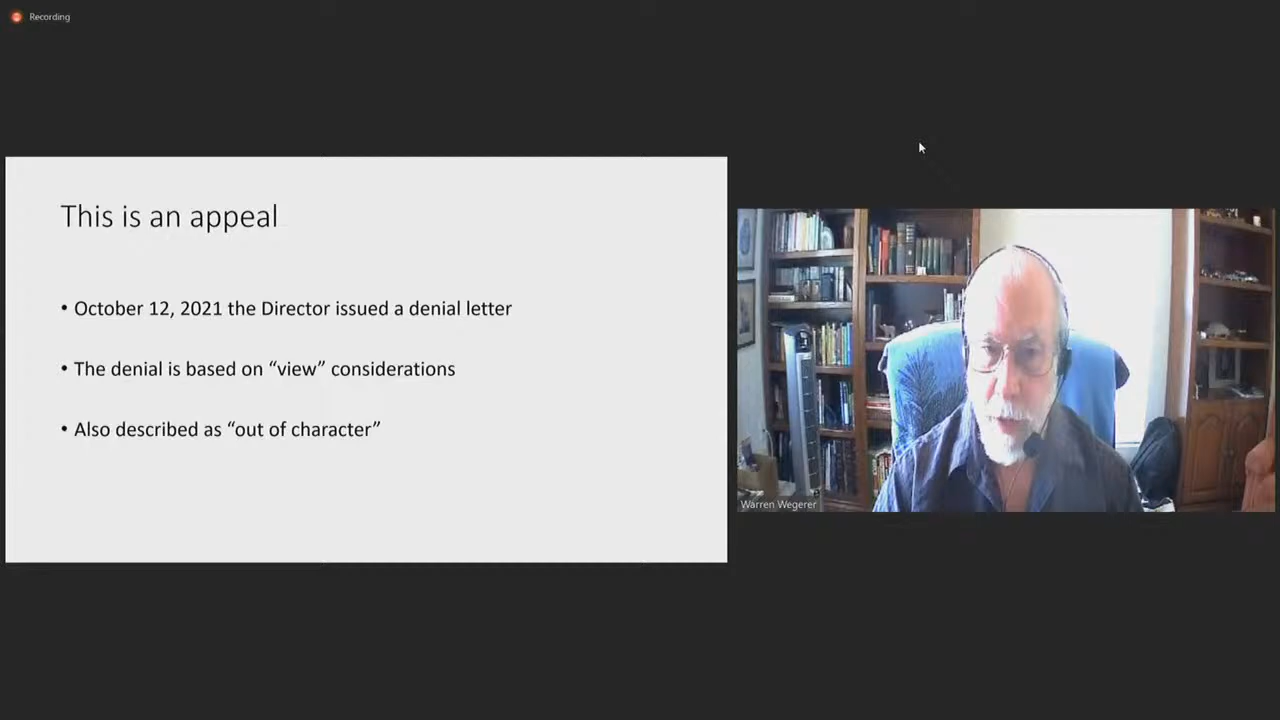 Recording
This is an appeal
• October 12, 2021 the Director issued a denial letter
• The denial is based on “view” considerations
• Also described as “out of character”
Warren Wegerer